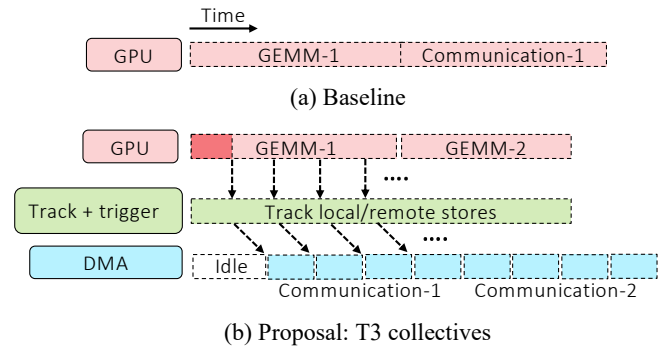 Time
GPU
GEMM-1
Communication-1
(a) Baseline
GPU
GEMM-1
GEMM-2
....
Track + trigger
Track local/remote stores
....
DMA
Idle
Communication-1
Communication-2
(b) Proposal: T3 collectives